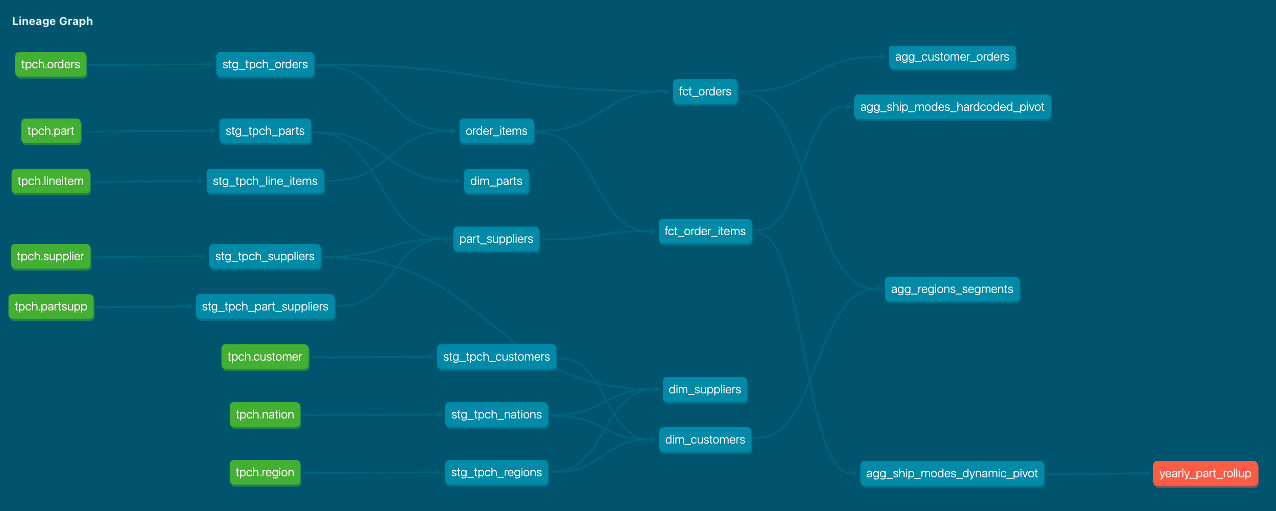 Lineage Graph
tpch.orders
stg_tpch_orders
agg_customer_orders
fct_orders
agg_ship_modes_hardcoded_pivot
tpch.part
stg_tpch_parts
order_items
tpch.lineitem
stg_tpch_line_items
dim_parts
part_suppliers
fct_order_items
tpch.supplier
stg_tpch_suppliers
agg_regions_segments
tpch.partsupp
stg_tpch_part_suppliers
tpch.customer
stg_tpch_customers
dim_suppliers
tpch.nation
stg_tpch_nations
dim_customers
tpch.region
stg_tpch_regions
agg_ship_modes_dynamic_pivot
yearly_part_rollup